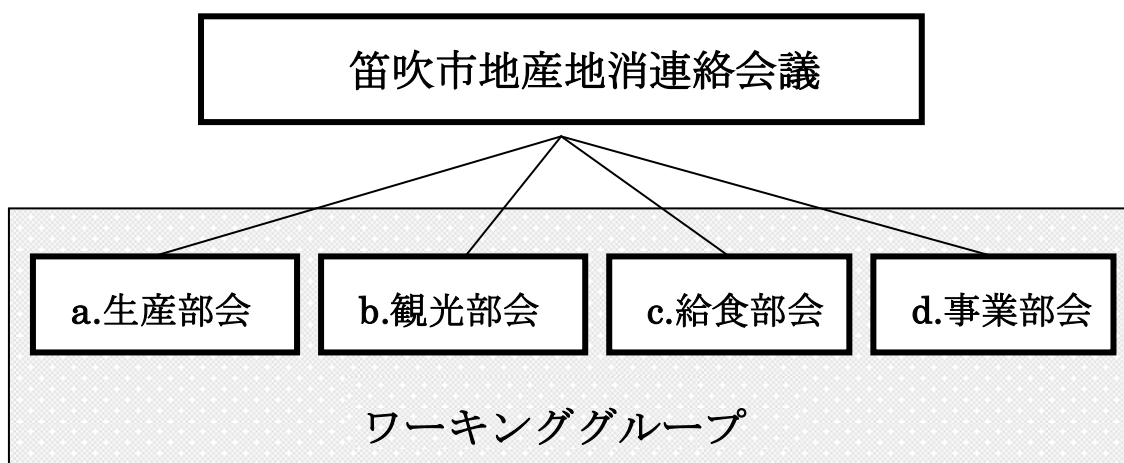 笛吹市地産地消連絡会議
a.生産部会
b.観光部会
c.給食部会
d.事業部会
ワーキンググループ